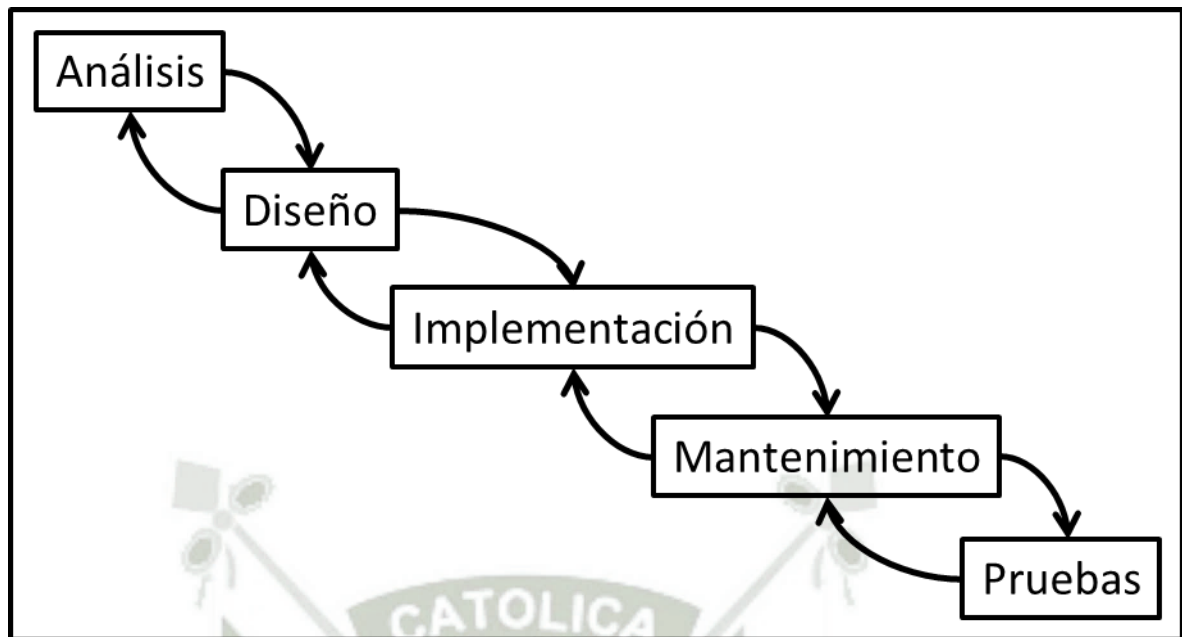 Análisis
Diseño
Implementación
Mantenimiento
Pruebas
CATOLICA